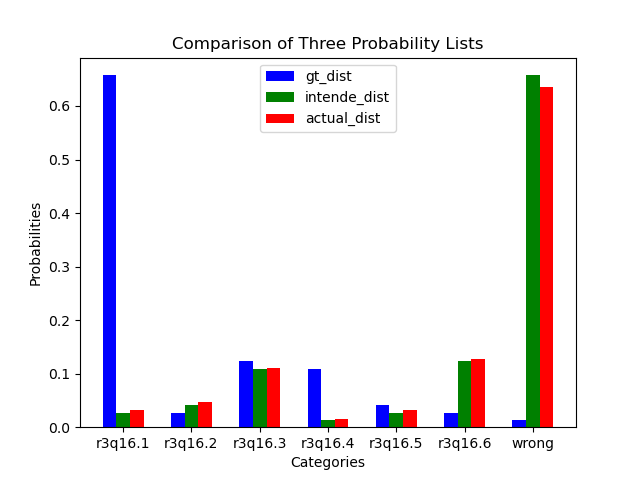 Comparison of Three Probability Lists
gt_dist
intende_dist
actual_dist
Probabilities
0.6
0.5
0.4
0.3
0.2
0.1
0.0
r3q16.1 r3q16.2 r3q16.3 r3q16.4 r3q16.5 r3q16.6 wrong
Categories